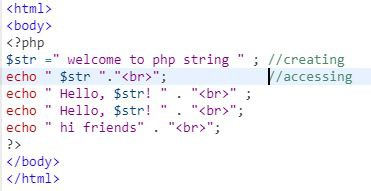 <html>
<body>
<?php
$str =" welcome to php string " ; //creating
echo " $str "."<br>"; //accessing
echo " Hello, $str! " . "<br>" ;
echo " Hello, $str! " . "<br>";
echo " hi friends" . "<br>";
?>
</body>
</html>